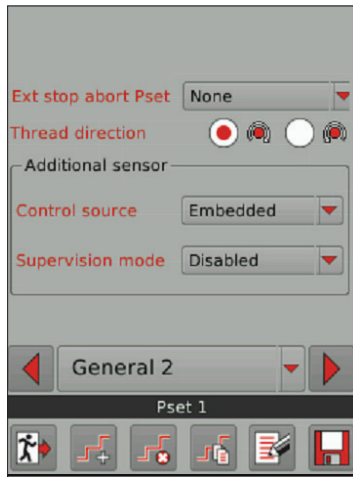 Ext stop abort Pset None
Thread direction
Additional sensor
Control source Embedded
Supervision mode Disabled
General 2
Pset 1